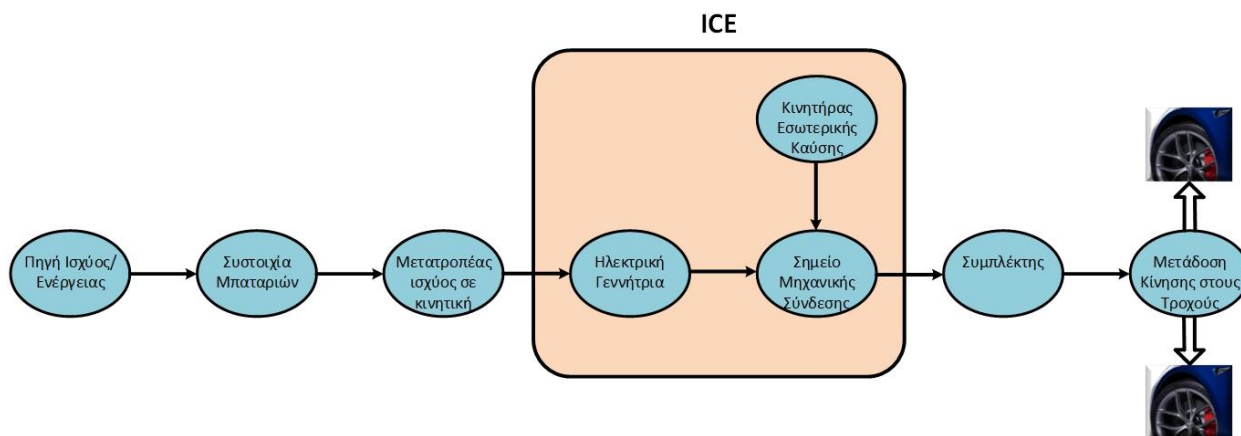 ICE
Κινητήρας
Εσωτερικής
Καύσης
Πηγή Ισχύος/
Ενέργειας
Συστοιχία
Μπαταριών
Μετατροπέας
ισχύος σε
κινητική
Ηλεκτρική
Γεννήτρια
Σημείο
Μηχανικής
Σύνδεσης
Συμπλέκτης
Μετάδοση
Κίνησης στους
Τροχούς